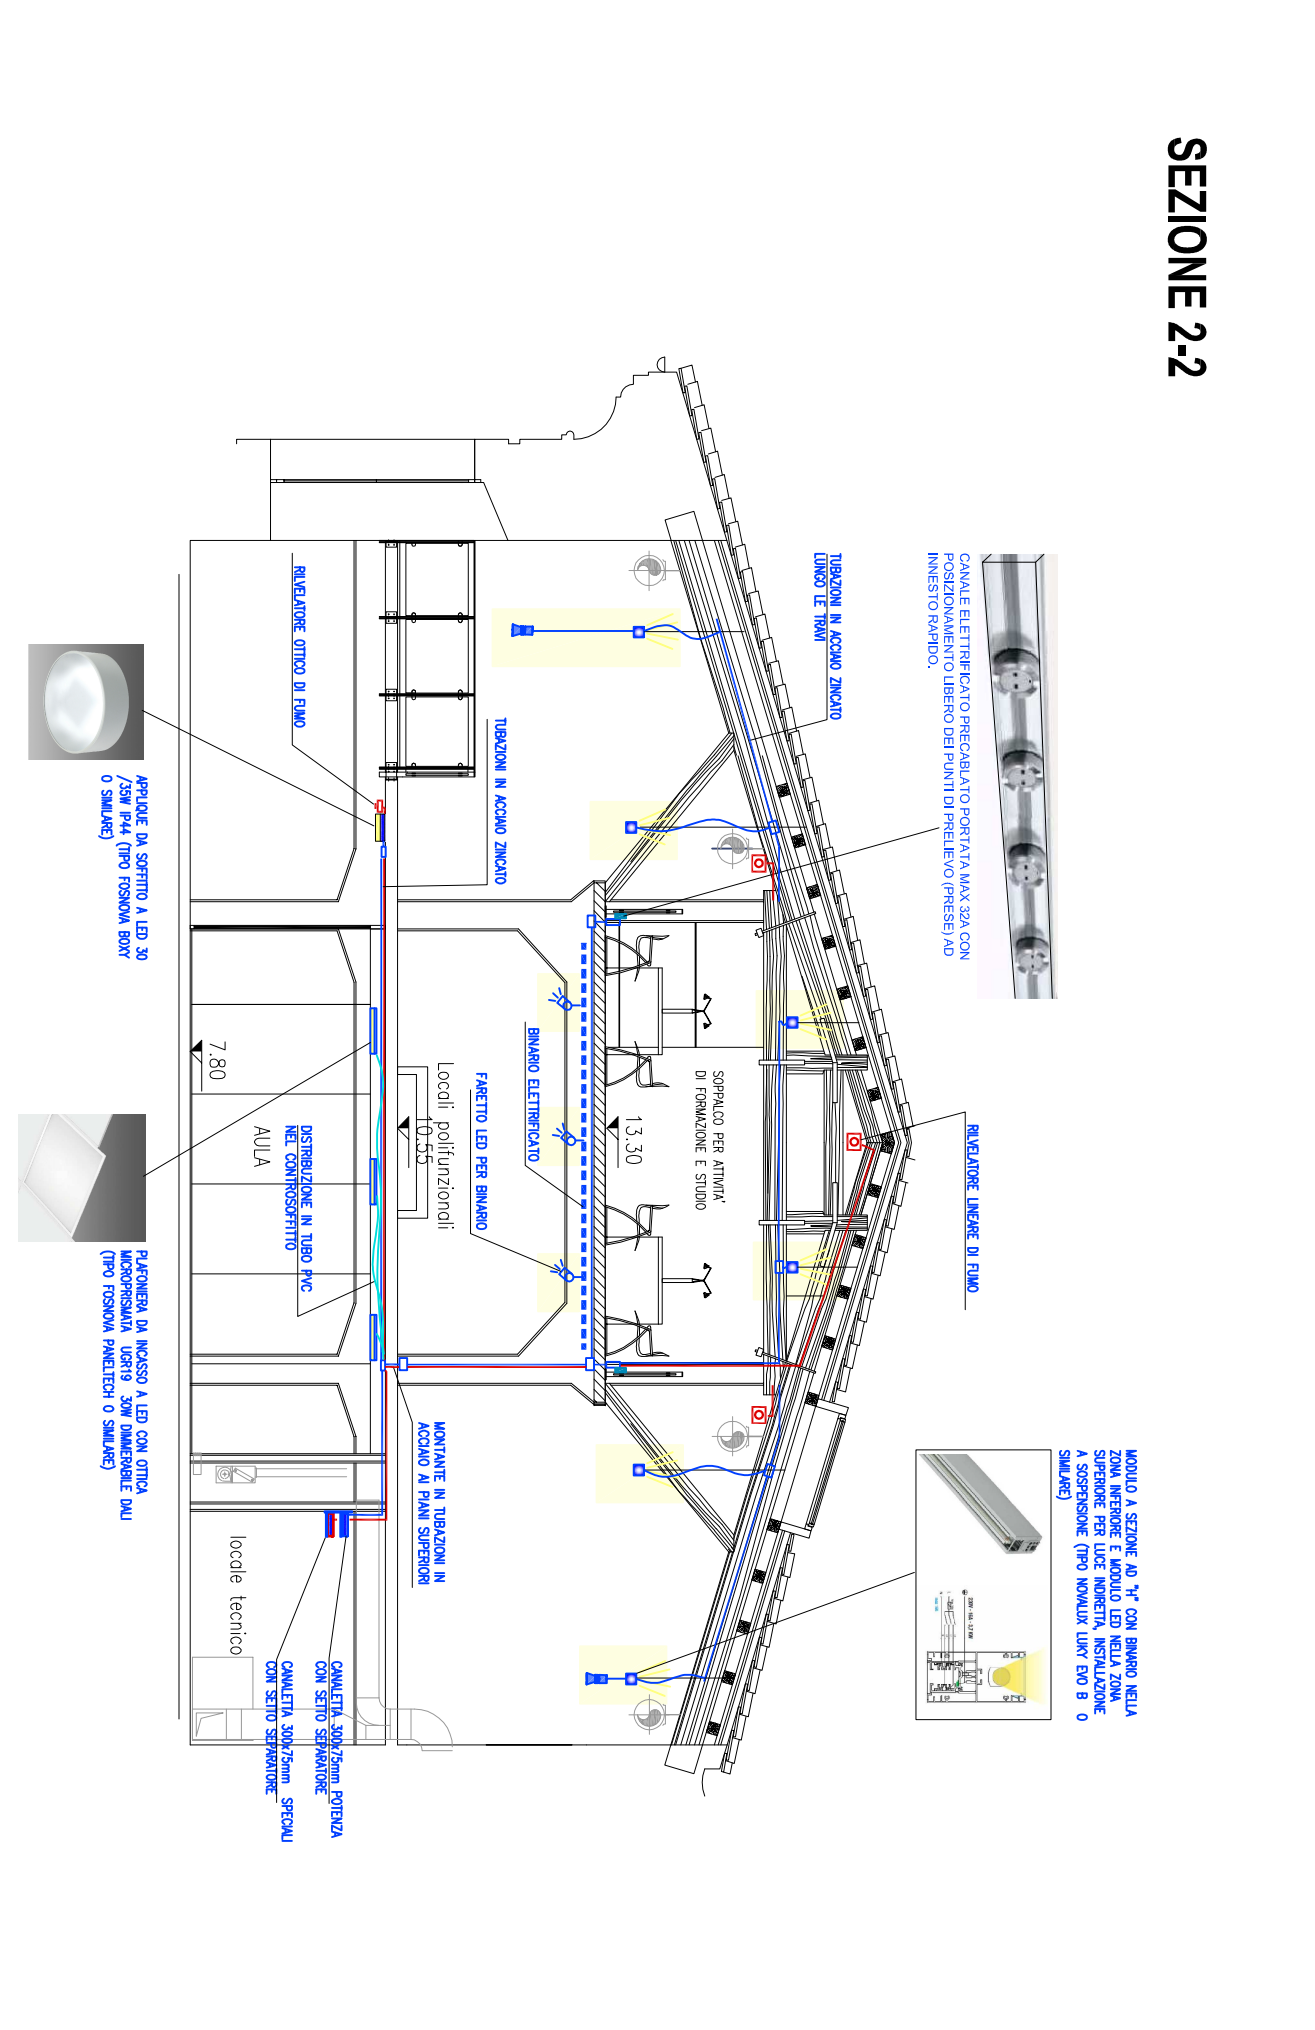 SEZIONE 2-2
MODULO A SEZIONE AD "H" CON BINARIO NELLA
ZONA INFERIORE E MODULO LED NELLA ZONA
SUPERIORE PER LUCE INDIRETTA, INSTALLAZIONE
A SOSPENSIONE (TIPO NOVALUX LUKY EVO B O
SIMILARE)
230V - 16A - 3,7 KW
CANALE ELETTRIFICATO PRECABLATO PORTATA MAX 32A CON
POSIZIONAMENTO LIBERO DEI PUNTI DI PRELIEVO (PRESE) AD
INNESTO RAPIDO.
RILVELATORE LINEARE DI FUMO
TUBAZIONI IN ACCIAIO ZINCATO
LUNGO LE TRAVI
SOPPALCO PER ATTIVITA'
DI FORMAZIONE E STUDIO
13.30
BINARIO ELETTRIFICATO
FARETTO LED PER BINARIO
TUBAZIONI IN ACCIAIO ZINCATO
Locali polifunzionali
10.55
MONTANTE IN TUBAZIONI IN
ACCIAIO AI PIANI SUPERIORI
RILVELATORE OTTICO DI FUMO
DISTRIBUZIONE IN TUBO PVC
NEL CONTROSOFFITTO
AULA
7.80
locale tecnico
CANALETTA 300x75mm POTENZA
CON SETTO SEPARATORE
CANALETTA 300x75mm SPECIALI
CON SETTO SEPARATORE
APPLIQUE DA SOFFITTO A LED 30
/35W IP44 (TIPO FOSNOVA BOXY
O SIMILARE)
PLAFONIERA DA INCASSO A LED CON OTTICA
MICROPRISMATA UGR19 30W DIMMERABILE DALI
(TIPO FOSNOVA PANELTECH O SIMILARE)